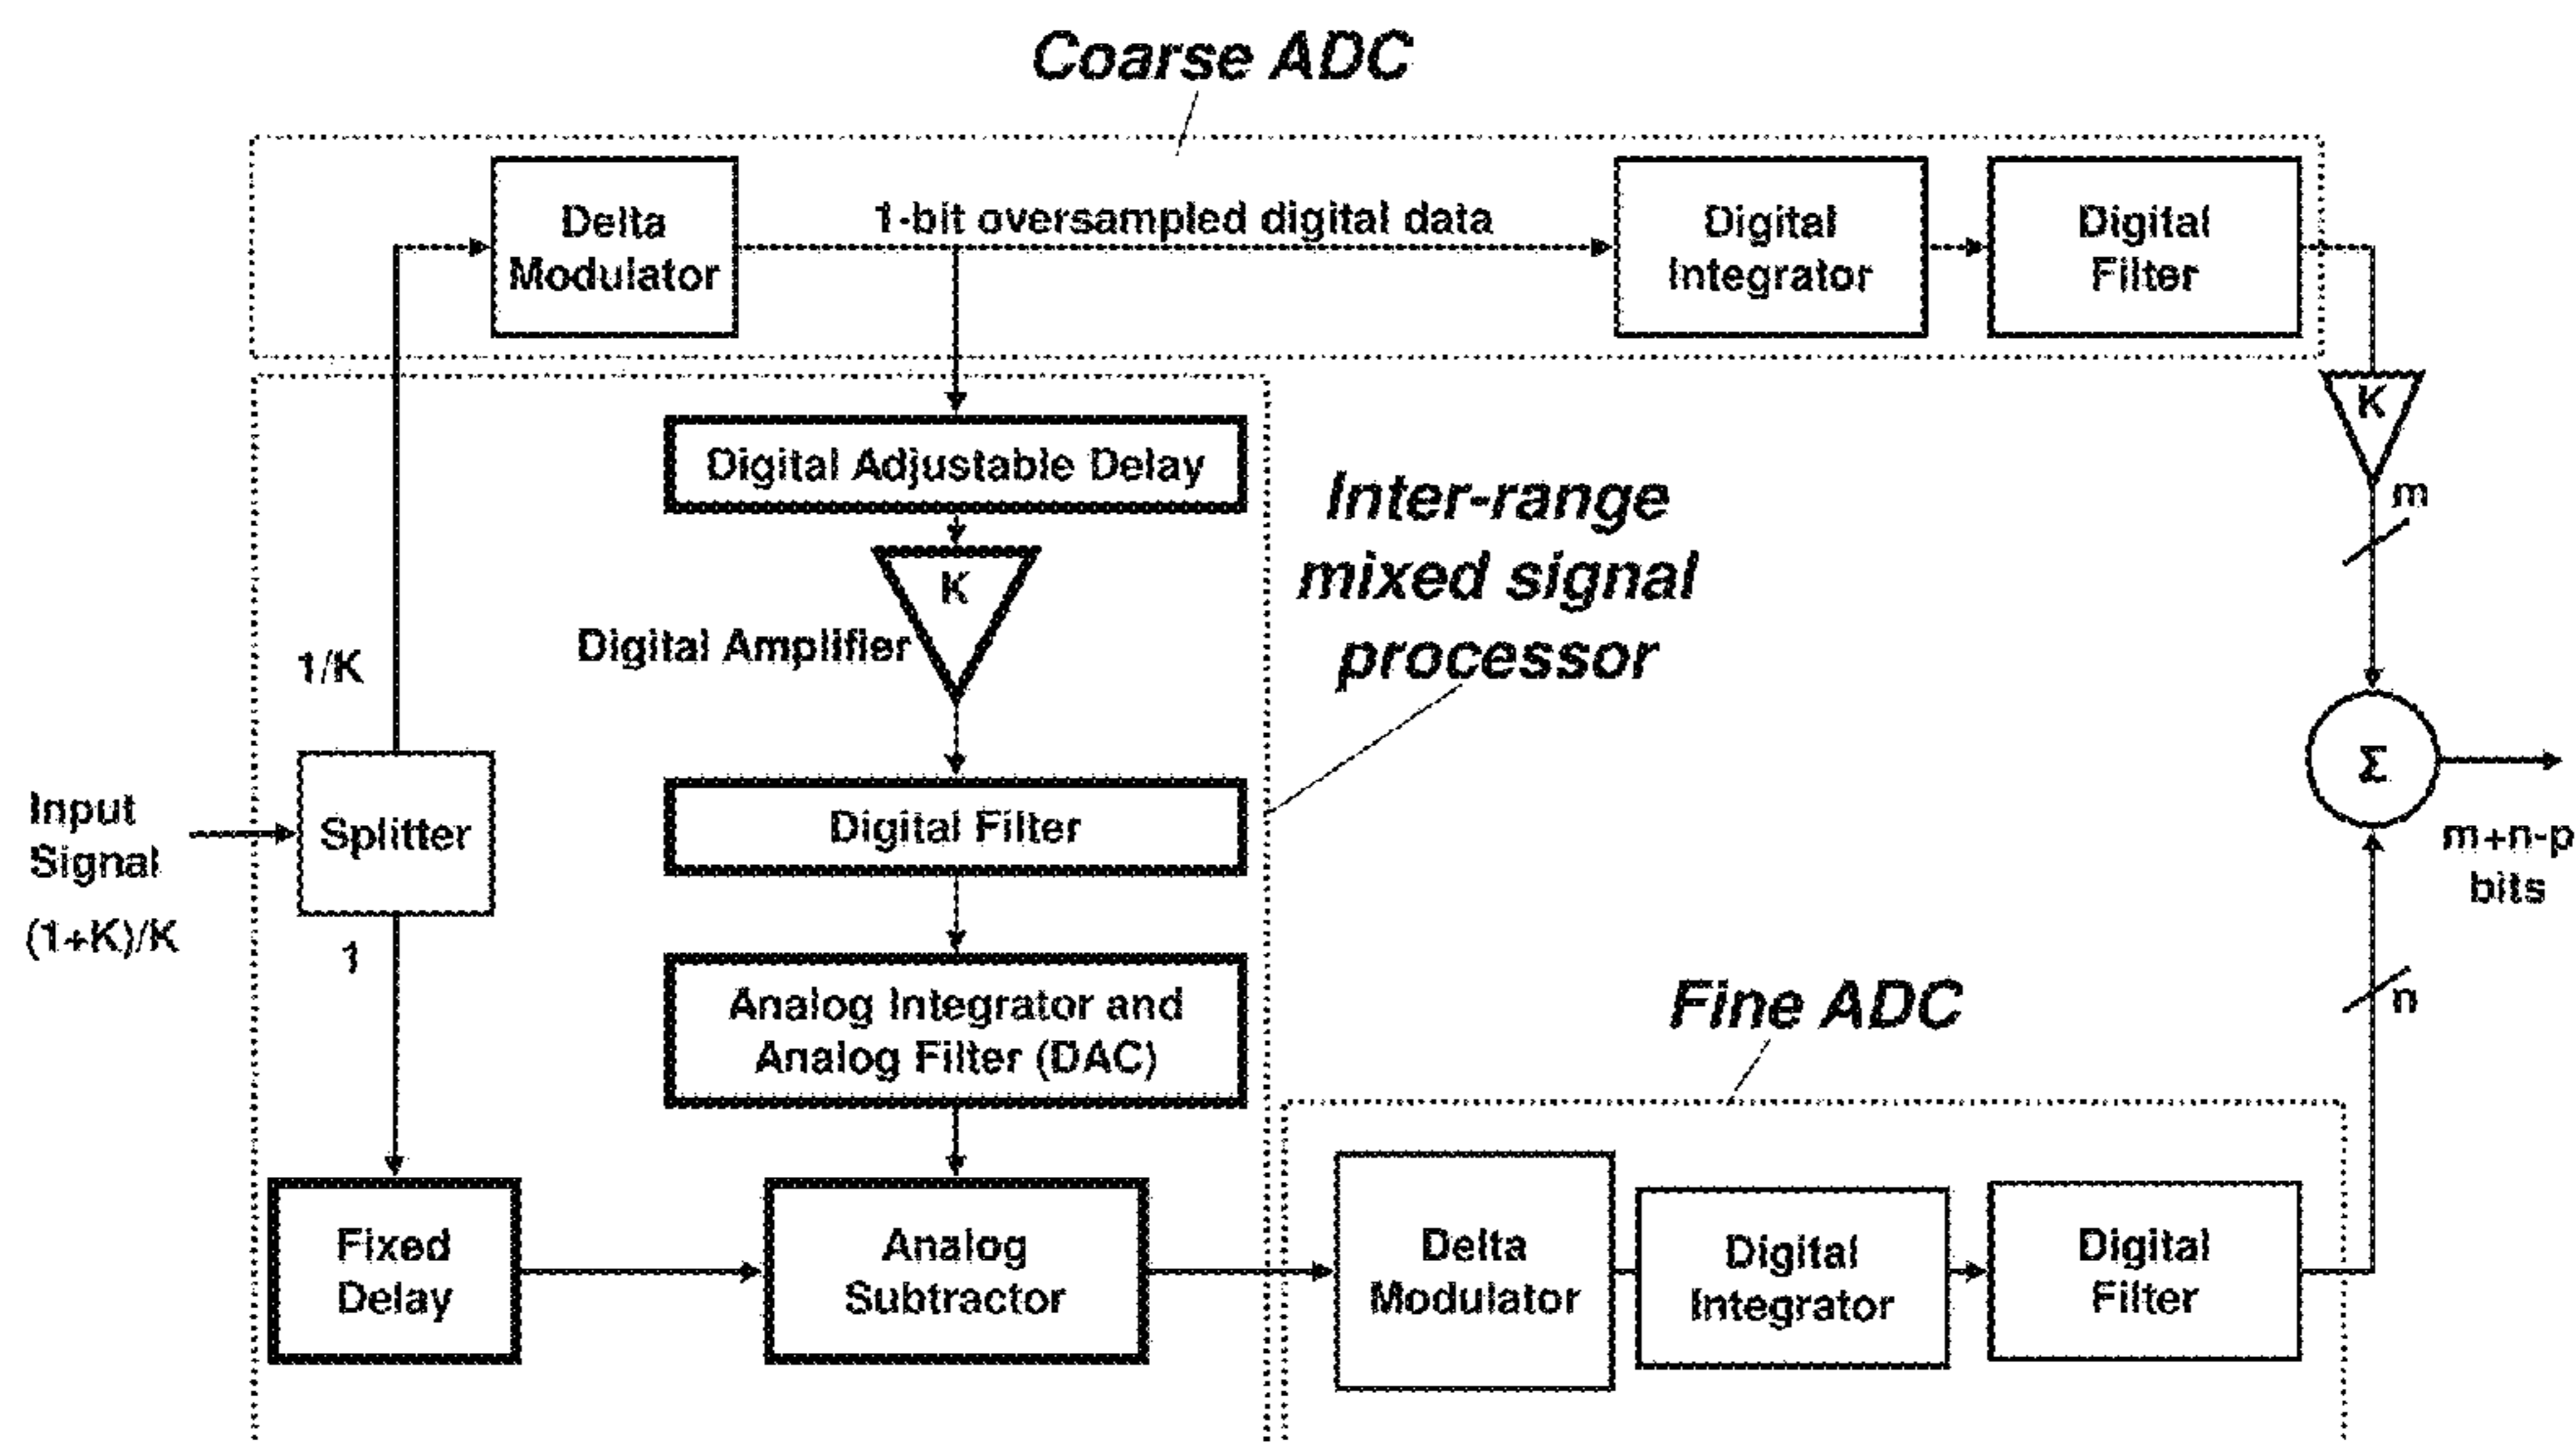 Coarse ADC
Delta
Modulator
1-bit oversampled digital data
Digital
Integrator
Digital
Filter
K
m
Digital Adjustable Delay
K
Digital Amplifier
Inter-range
mixed signal
processor
1/K
Input
Signal
(1+K)/K
Splitter
1
Digital Filter
Σ
m+n-p
bits
Analog Integrator and
Analog Filter (DAC)
Fine ADC
n
Fixed
Delay
Analog
Subtractor
Delta
Modulator
Digital
Integrator
Digital
Filter